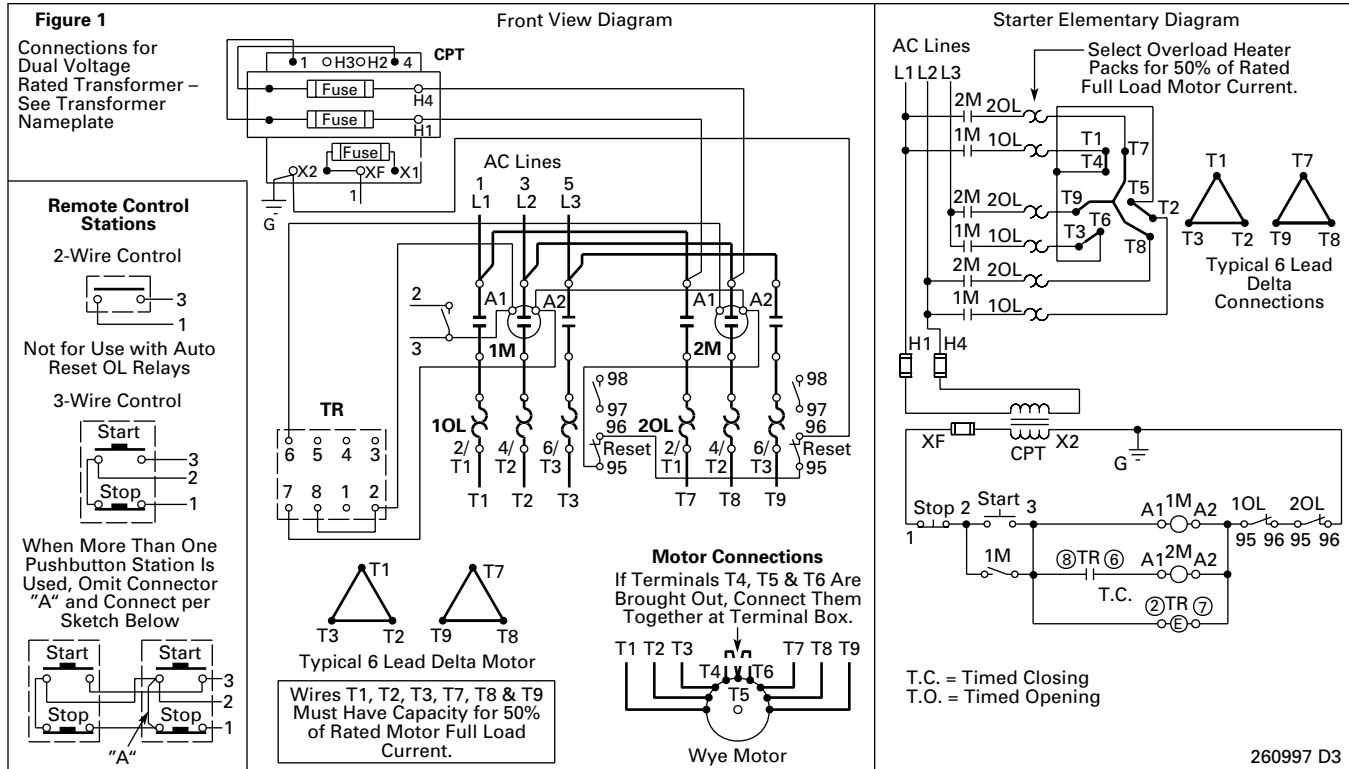 Figure 1
Connections for
Dual Voltage
Rated Transformer –
See Transformer
Nameplate
Remote Control
Stations
2-Wire Control
3
1
Not for Use with Auto
Reset OL Relays
3-Wire Control
Start
3
2
Stop
1
When More Than One
Pushbutton Station Is
Used, Omit Connector
"A" and Connect per
Sketch Below
Start Start
3
2
Stop Stop
1
"A"
Front View Diagram
1 H3 H2 4 CPT
Fuse
H4
Fuse
H1
Fuse
X2 XF X1
1
G
AC Lines
1 3 5
L1 L2 L3
2 A1 A2 A1 A2
3 1M 2M
98 98
97 97
TR 1OL 96 2OL 96
6 5 4 3 2/ 4/ 6/ Reset 2/ 4/ 6/ Reset
T1 T2 T3 95 T1 T2 T3 95
7 8 1 2 T1 T2 T3 T7 T8 T9
T1 T7
T3 T2 T9 T8
Typical 6 Lead Delta Motor
Wires T1, T2, T3, T7, T8 & T9
Must Have Capacity for 50%
of Rated Motor Full Load
Current.
Motor Connections
If Terminals T4, T5 & T6 Are
Brought Out, Connect Them
Together at Terminal Box.
T1 T2 T3 T7 T8 T9
T4 T6
T5
Wye Motor
Starter Elementary Diagram
AC Lines
L1 L2 L3
Select Overload Heater
Packs for 50% of Rated
Full Load Motor Current.
2M 2OL
1M 1OL T1 T7
T4
2M 2OL T9 T5 T2
1M 1OL T3 T6 T8
2M 2OL
1M 1OL
T1 T7
T3 T2 T9 T8
Typical 6 Lead
Delta
Connections
H1 H4
XF CPT X2
G
Stop 2 Start 3 A1 1M A2 1OL 2OL
1 95 96 95 96
1M 8 TR 6 A1 2M A2
T.C.
2 TR 7
E
T.C. = Timed Closing
T.O. = Timed Opening
260997 D3